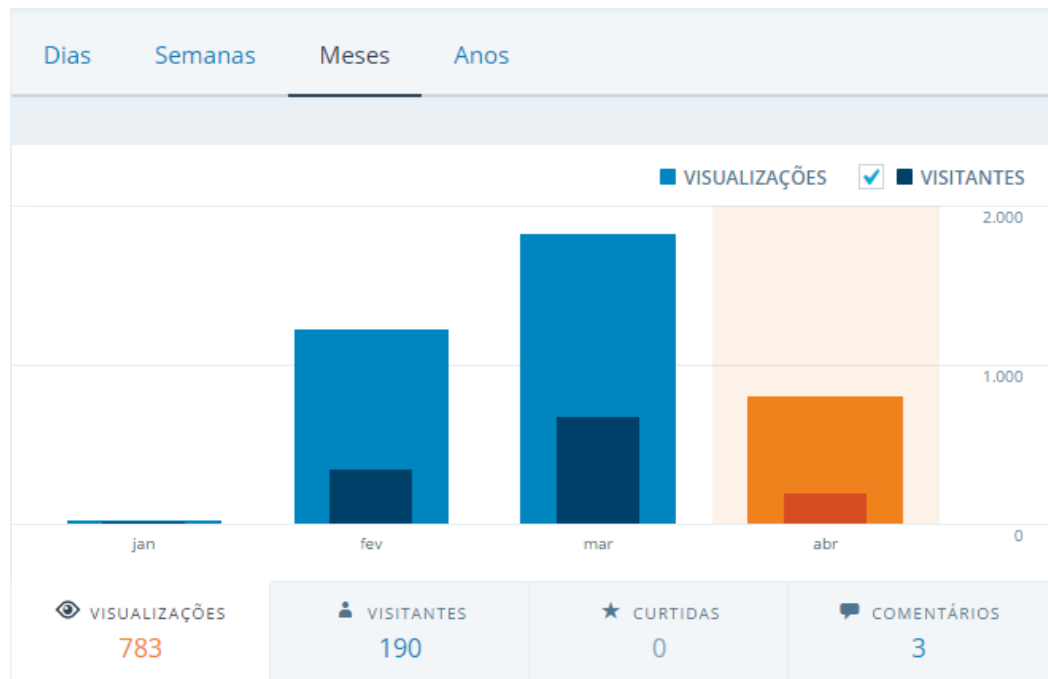 Dias Semanas Meses Anos
VISUALIZAÇÕES VISITANTES
2.000
1.000
0
jan fev mar abr
VISUALIZAÇÕES VISITANTES CURTIDAS COMENTÁRIOS
783 190 0 3